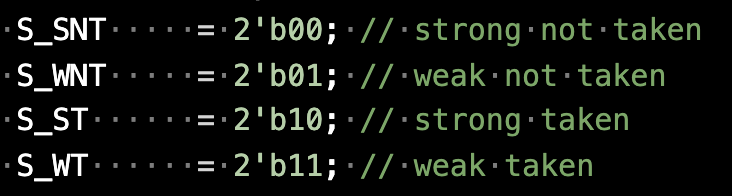 S_SNT·····=·2'b00;·//·strong·not·taken
S_WNT·····=·2'b01;·//·weak·not·taken
S_ST······=·2'b10;·//·strong·taken
S_WT······=·2'b11;·//·weak·taken